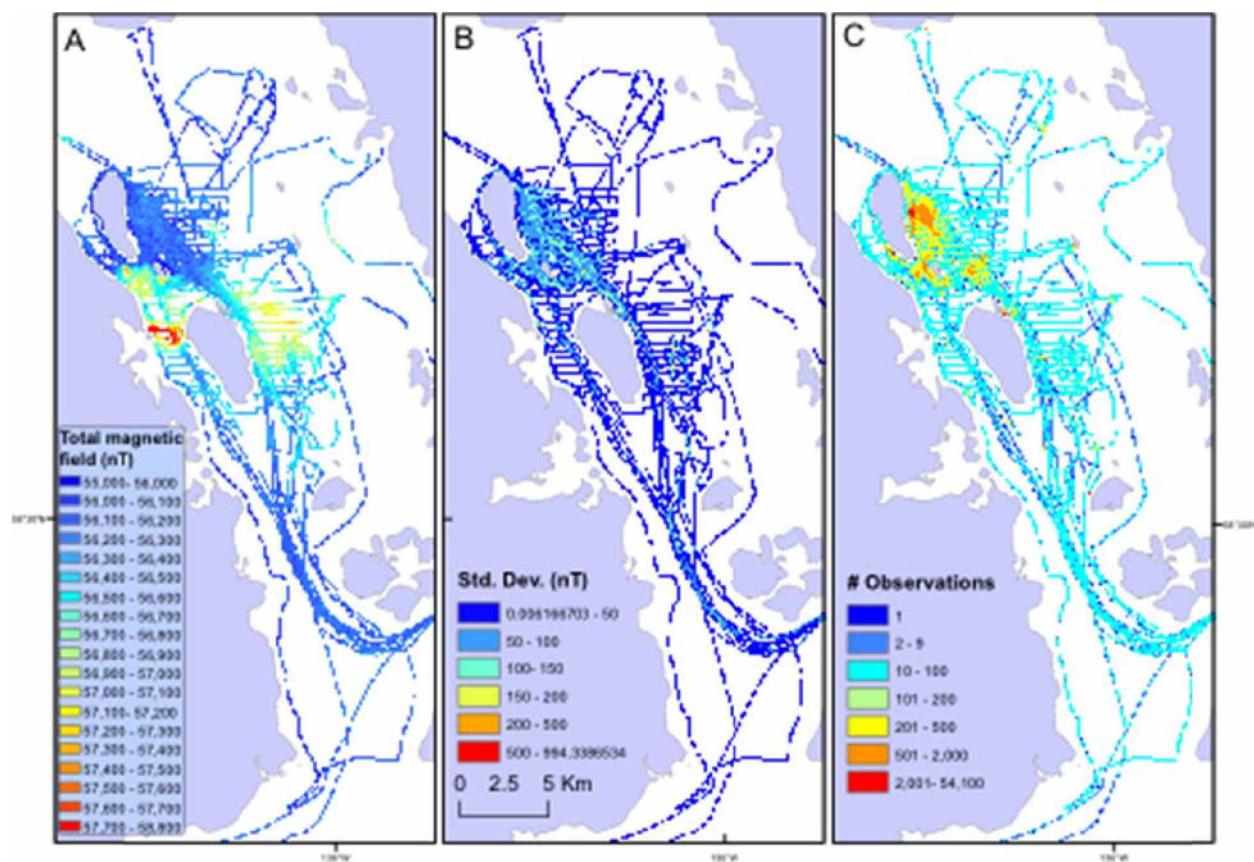 A
B
C
Total magnetic
field (nT)
55,000 - 56,000
56,000 - 56,100
56,100 - 56,200
56,200 - 56,300
56,300 - 56,400
56,400 - 56,500
56,500 - 56,600
56,600 - 56,700
56,700 - 56,800
56,800 - 56,900
56,900 - 57,000
57,000 - 57,100
57,100 - 57,200
57,200 - 57,300
57,300 - 57,400
57,400 - 57,500
57,500 - 57,600
57,600 - 57,700
57,700 - 58,800
Std. Dev. (nT)
50 - 100
100- 150
150 - 200
200 - 500
0 2.5 5 Km
# Observations
1
2 - 9
10 - 100
101 - 200
201 - 500
501 - 2,000
2,001- 54,100